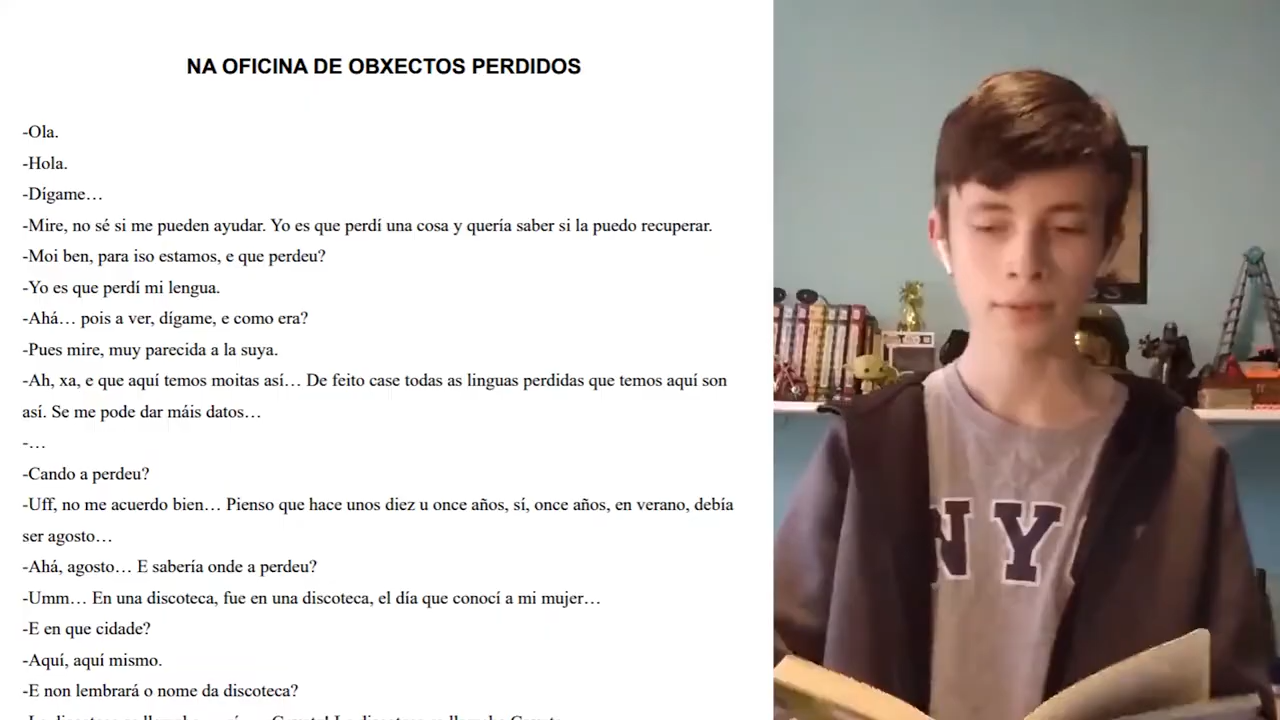 NA OFICINA DE OBXECTOS PERDIDOS
-Ola.
-Hola.
-Dígame…
-Mire, no sé si me pueden ayudar. Yo es que perdí una cosa y quería saber si la puedo recuperar.
-Moi ben, para iso estamos, e que perdeu?
-Yo es que perdí mi lengua.
-Ahá… pois a ver, dígame, e como era?
-Pues mire, muy parecida a la suya.
-Ah, xa, e que aquí temos moitas así… De feito case todas as linguas perdidas que temos aquí son
así. Se me pode dar máis datos…
-…
-Cando a perdeu?
-Uff, no me acuerdo bien… Pienso que hace unos diez u once años, sí, once años, en verano, debía
ser agosto…
-Ahá, agosto… E sabería onde a perdeu?
-Umm… En una discoteca, fue en una discoteca, el día que conocí a mi mujer…
-E en que cidade?
-Aquí, aquí mismo.
-E non lembrará o nome da discoteca?
NY